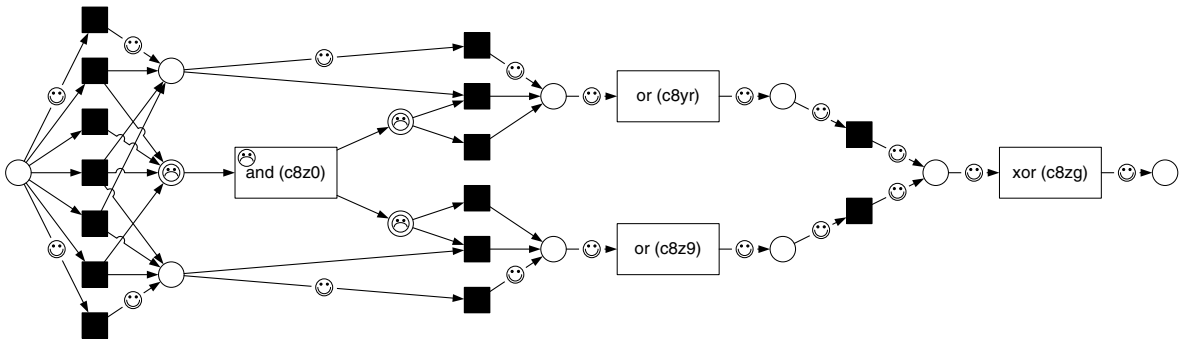 or (c8yr)
and (c8z0)
xor (c8zg)
or (c8z9)